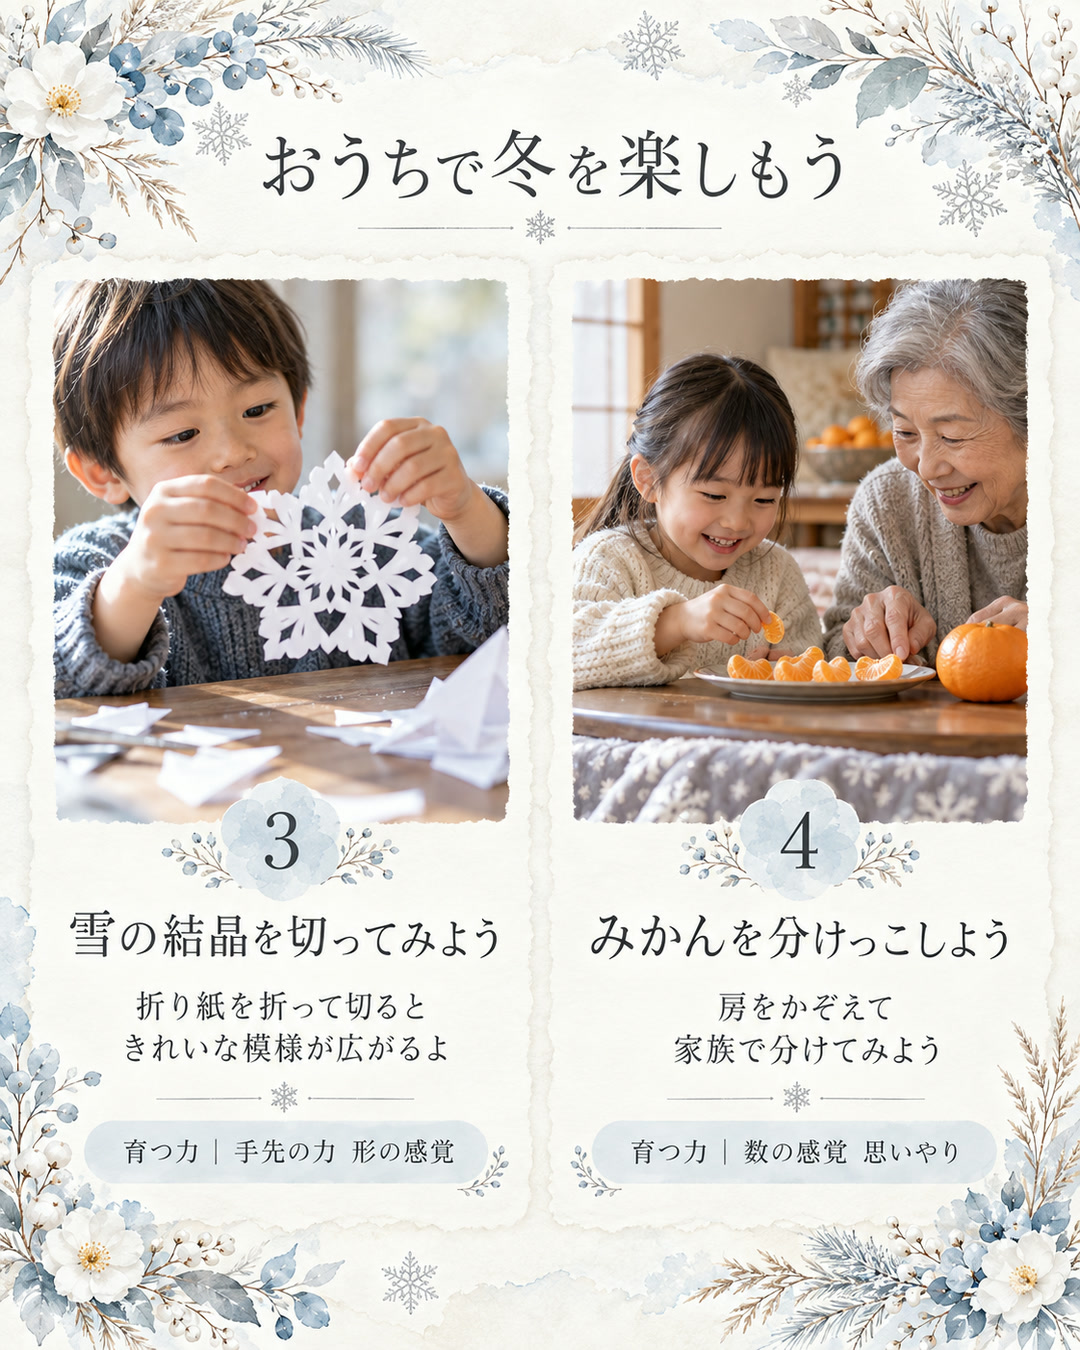 おうちで冬を楽しもう
3
雪の結晶を切ってみよう
折り紙を折って切ると
きれいな模様が広がるよ
育つ力｜手先の力 形の感覚
4
みかんを分けっこしよう
房をかぞえて
家族で分けてみよう
育つ力｜数の感覚 思いやり